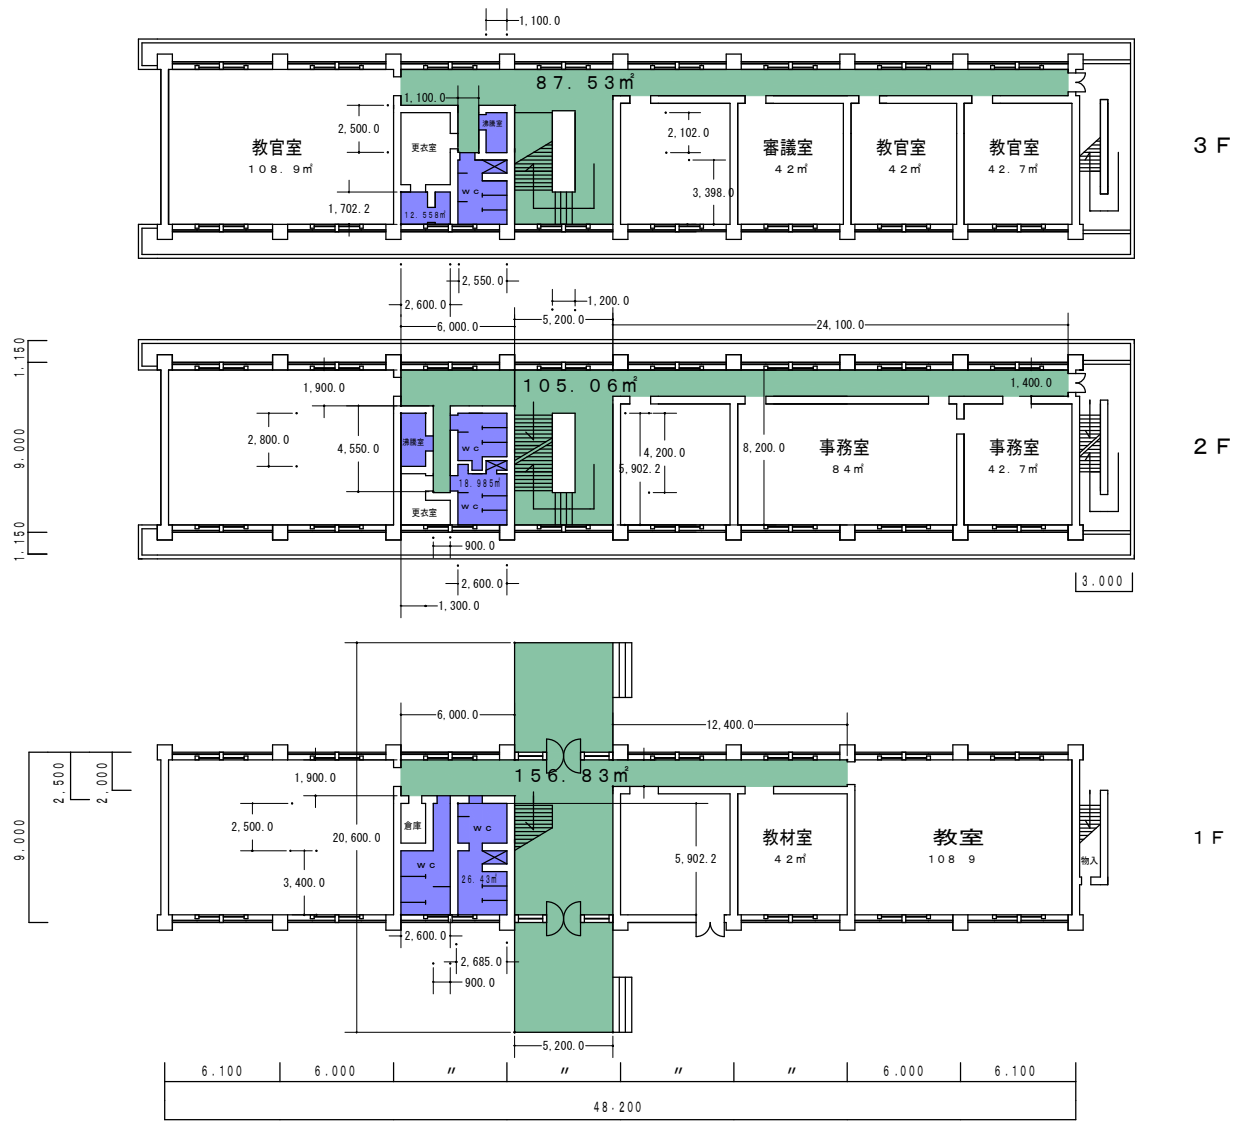 1,100.0
87.53㎡
1,100.0
2,500.0
沸騰室
2,102.0
更衣室
教官室
108.9㎡
審議室
42㎡
教官室
42㎡
教官室
42.7㎡
3F
3,398.0
WC
1,702.2
12.558㎡
2,550.0
2,600.0
1,200.0
6,000.0
5,200.0
24,100.0
1,150
9,000
1,150
1,900.0
105.06㎡
1,400.0
2,800.0
4,550.0
沸騰室
WC
4,200.0
5,902.2
8,200.0
事務室
84㎡
事務室
42.7㎡
2F
18.985㎡
WC
更衣室
900.0
2,600.0
1,300.0
3.000
6,000.0
12,400.0
2,500
2,000
9,000
1,900.0
156.83㎡
2,500.0
20,600.0
倉庫
WC
WC
3,400.0
26.43㎡
5,902.2
教材室
42㎡
教室
108 9
物入
1F
2,600.0
2,685.0
900.0
5,200.0
6.100
6.000
〃
〃
〃
〃
6.000
6.100
48.200